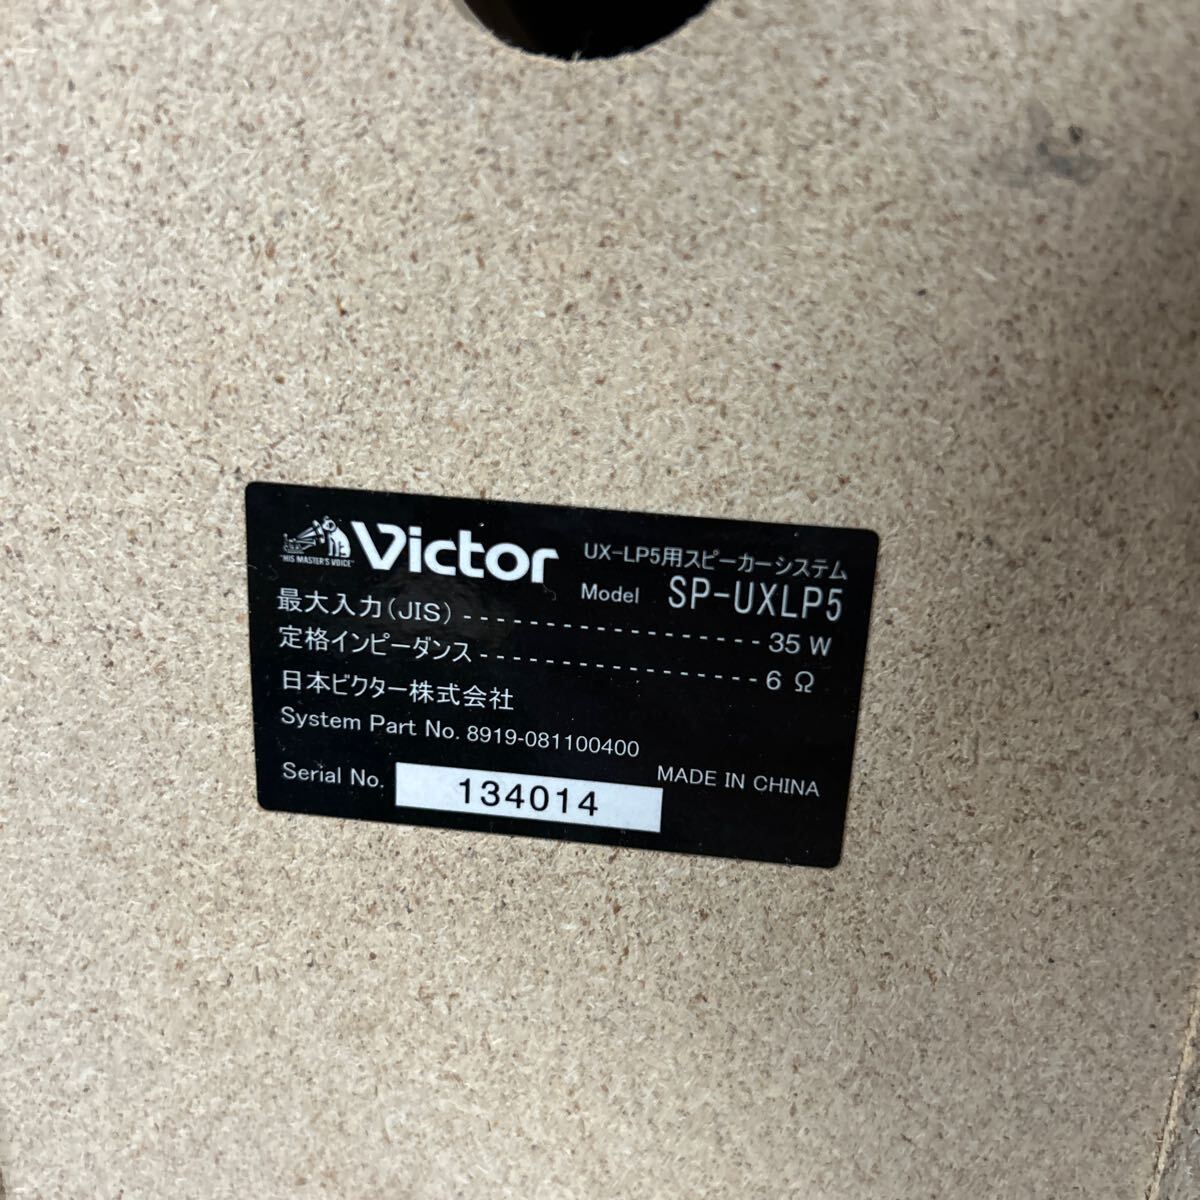 "HIS MASTER'S VOICE"
Victor
UX-LP5用スピーカーシステム
Model SP-UXLP5
最大入力(JIS) ------------------- 35 W
定格インピーダンス ----------------- 6 Ω
日本ビクター株式会社
System Part No. 8919-081100400
Serial No. 134014
MADE IN CHINA